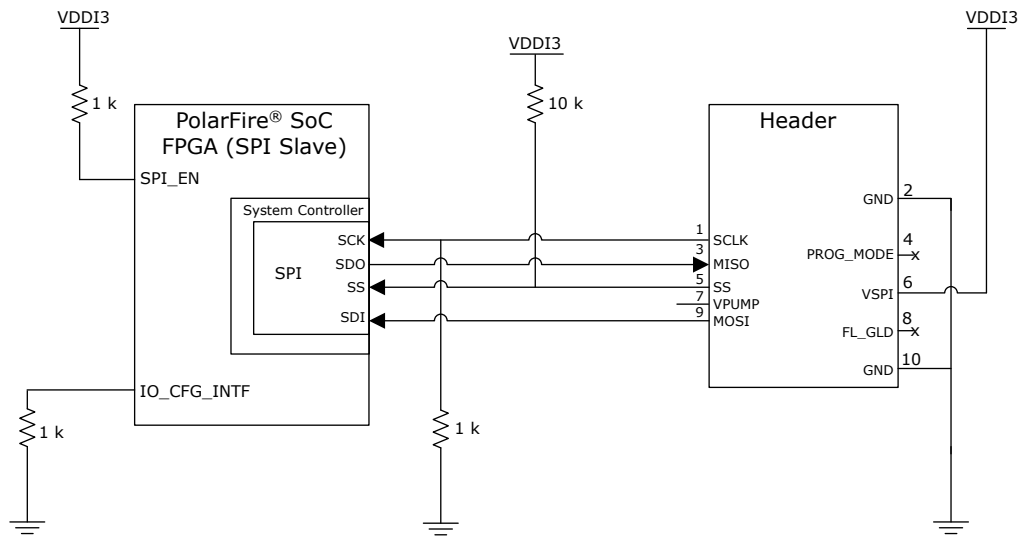 VDDI3
VDDI3
VDDI3
1 k
10 k
PolarFire® SoC
FPGA (SPI Slave)
SPI_EN
System Controller
SPI
SCK
SDO
SS
SDI
IO_CFG_INTF
1 k
1 k
Header
1
SCLK
3
MISO
5
SS
7
VPUMP
9
MOSI
GND
2
PROG_MODE
4
VSPI
6
FL_GLD
8
GND
10